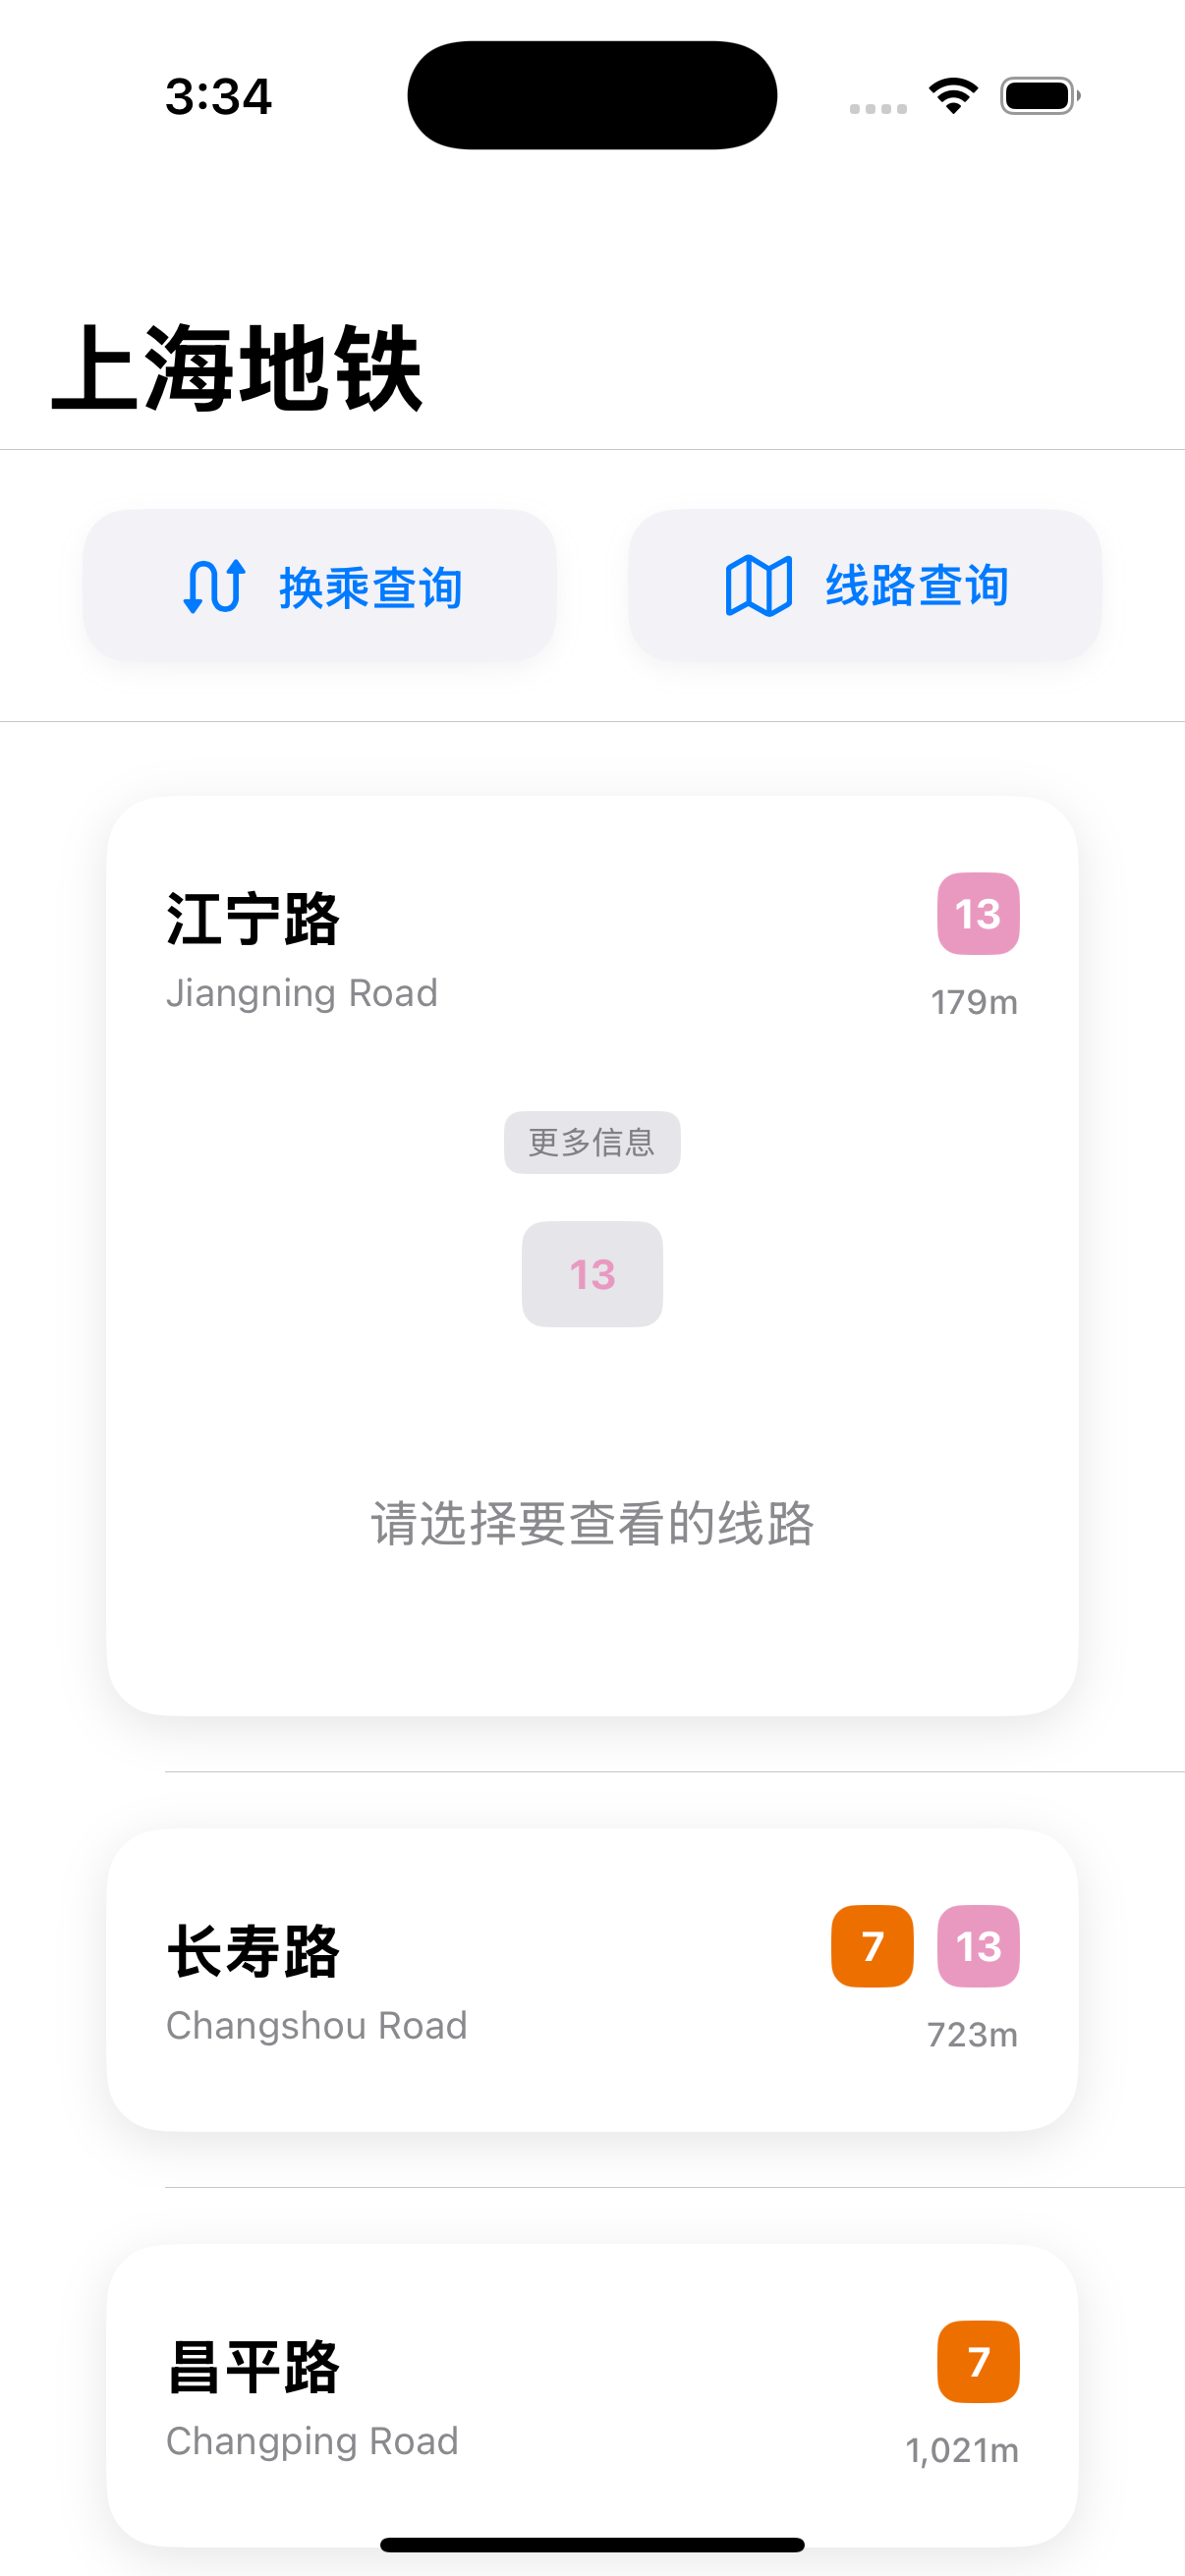 3:34
上海地铁
换乘查询
线路查询
江宁路
13
Jiangning Road
179m
更多信息
13
请选择要查看的线路
长寿路
7
13
Changshou Road
723m
昌平路
7
Changping Road
1,021m